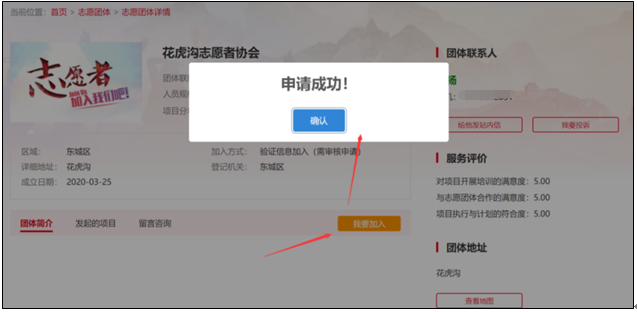 当前位置：首页 > 志愿团体 > 志愿团体详情
志愿者
加入我们吧！
花虎沟志愿者协会
团体联
人员规
项目分
申请成功！
确认
区域： 东城区
加入方式： 验证信息加入（需审核申请）
详细地址： 花虎沟
登记机关： 东城区
成立日期： 2020-03-25
团体简介 发起的项目 留言咨询 我要加入
团体联系人
杨
给他发站内信 我要投诉
服务评价
对项目开展培训的满意度：5.00
与志愿团体合作的满意度：5.00
项目执行与计划的符合度：5.00
团体地址
花虎沟
查看地图